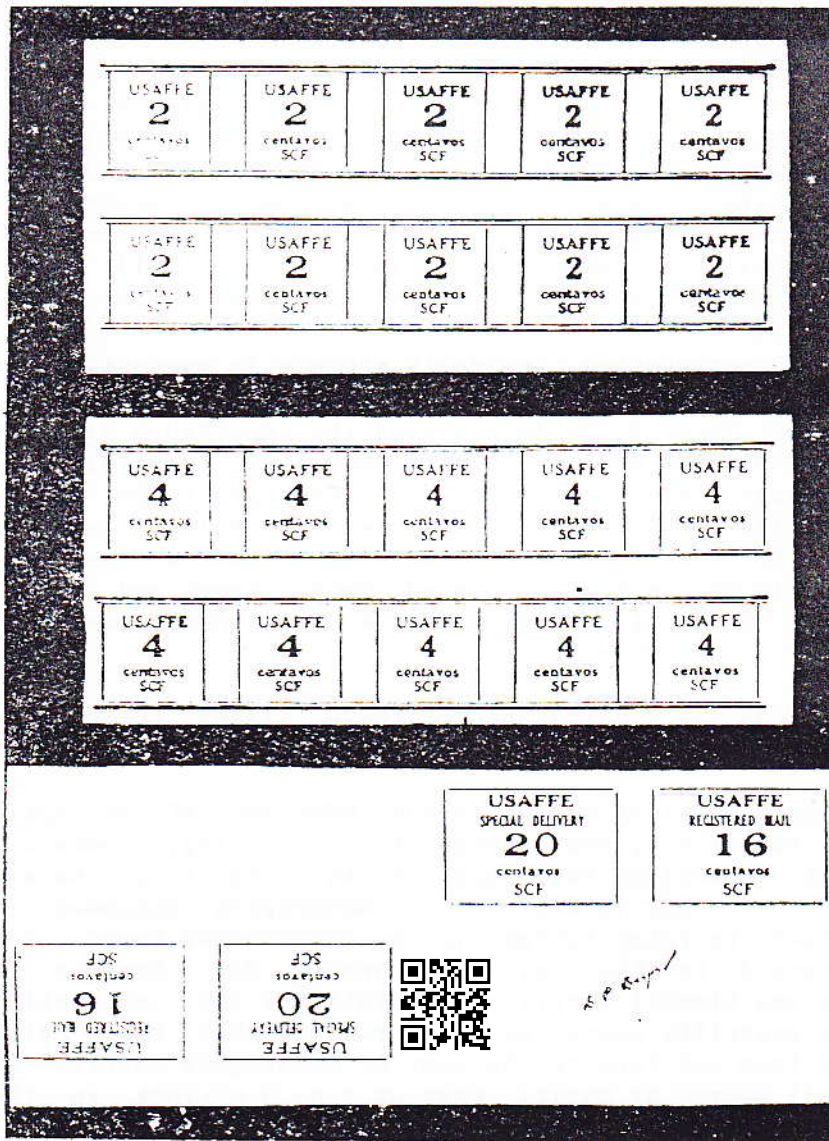 USAFFE USAFFE USAFFE USAFFE USAFFE
2 2 2 2 2
centavos centavos centavos centavos centavos
SCF SCF SCF SCF SCF
USAFFE USAFFE USAFFE USAFFE USAFFE
2 2 2 2 2
centavos centavos centavos centavos centavos
SCF SCF SCF SCF SCF
USAFFE USAFFE USAFFE USAFFE USAFFE
4 4 4 4 4
centavos centavos centavos centavos centavos
SCF SCF SCF SCF SCF
USAFFE USAFFE USAFFE USAFFE USAFFE
4 4 4 4 4
centavos centavos centavos centavos centavos
SCF SCF SCF SCF SCF
USAFFE
SPECIAL DELIVERY
20
centavos
SCF
USAFFE
REGISTERED MAIL
16
centavos
SCF
USAFFE
REGISTERED MAIL
16
centavos
SCF
USAFFE
SPECIAL DELIVERY
20
centavos
SCF